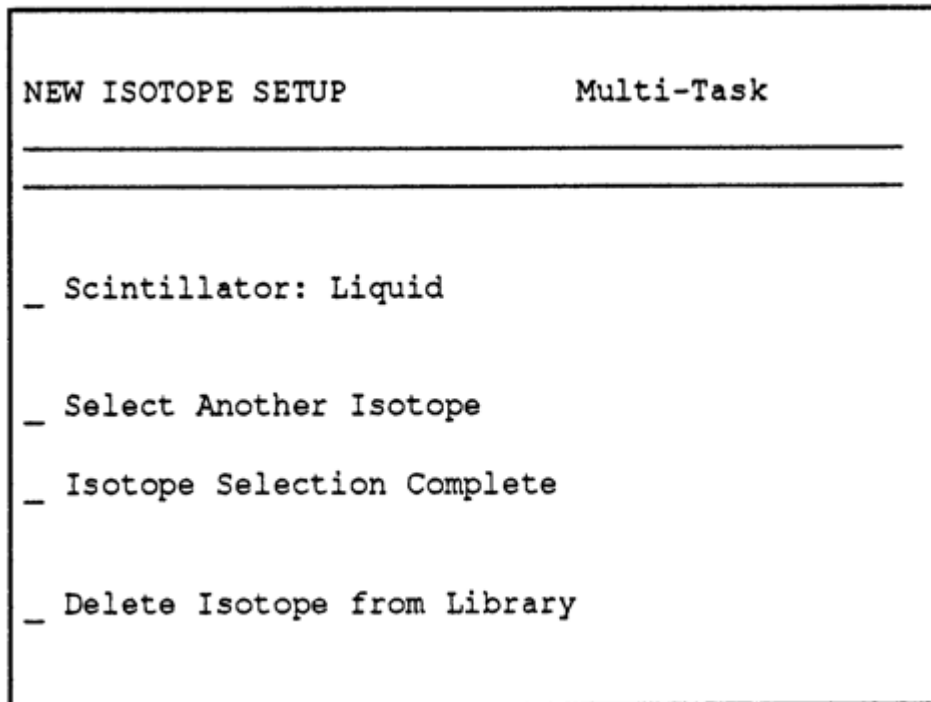 NEW ISOTOPE SETUP Multi-Task
_ Scintillator: Liquid
_ Select Another Isotope
_ Isotope Selection Complete
_ Delete Isotope from Library